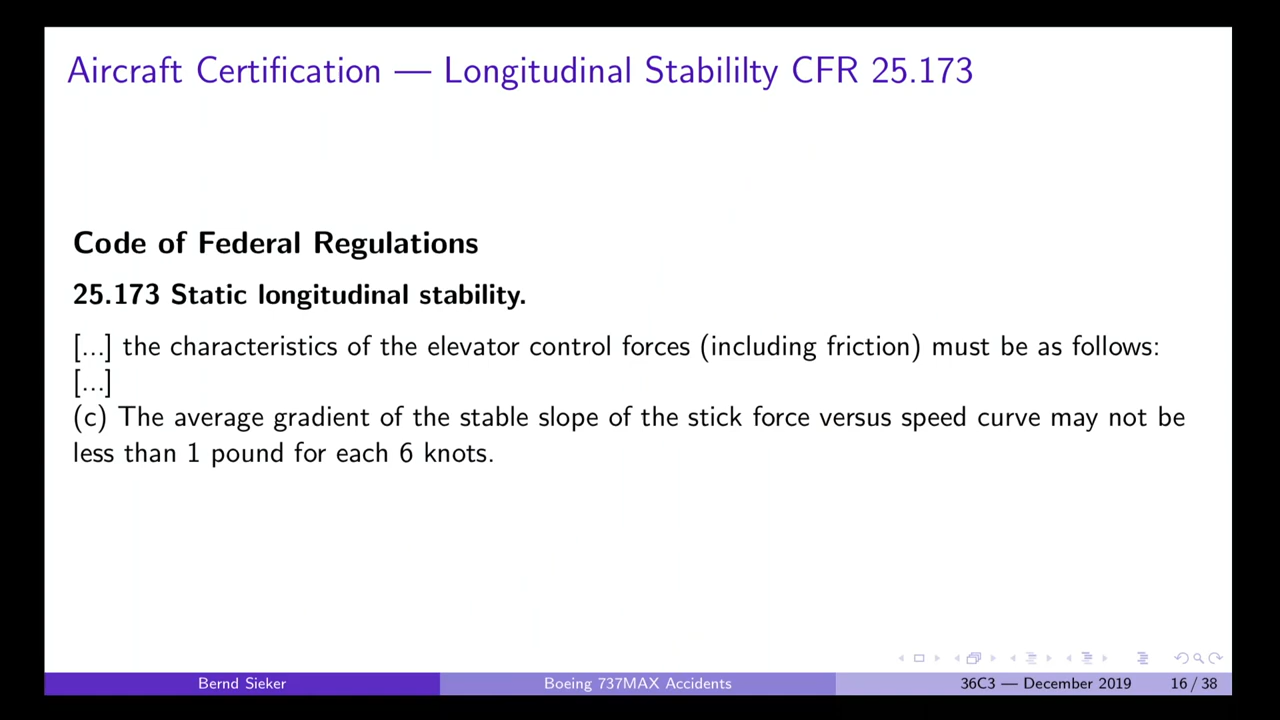 Aircraft Certification — Longitudinal Stabililty CFR 25.173
Code of Federal Regulations
25.173 Static longitudinal stability.
[...] the characteristics of the elevator control forces (including friction) must be as follows:
[...]
(c) The average gradient of the stable slope of the stick force versus speed curve may not be
less than 1 pound for each 6 knots.
Bernd Sieker Boeing 737MAX Accidents 36C3 — December 2019 16 / 38